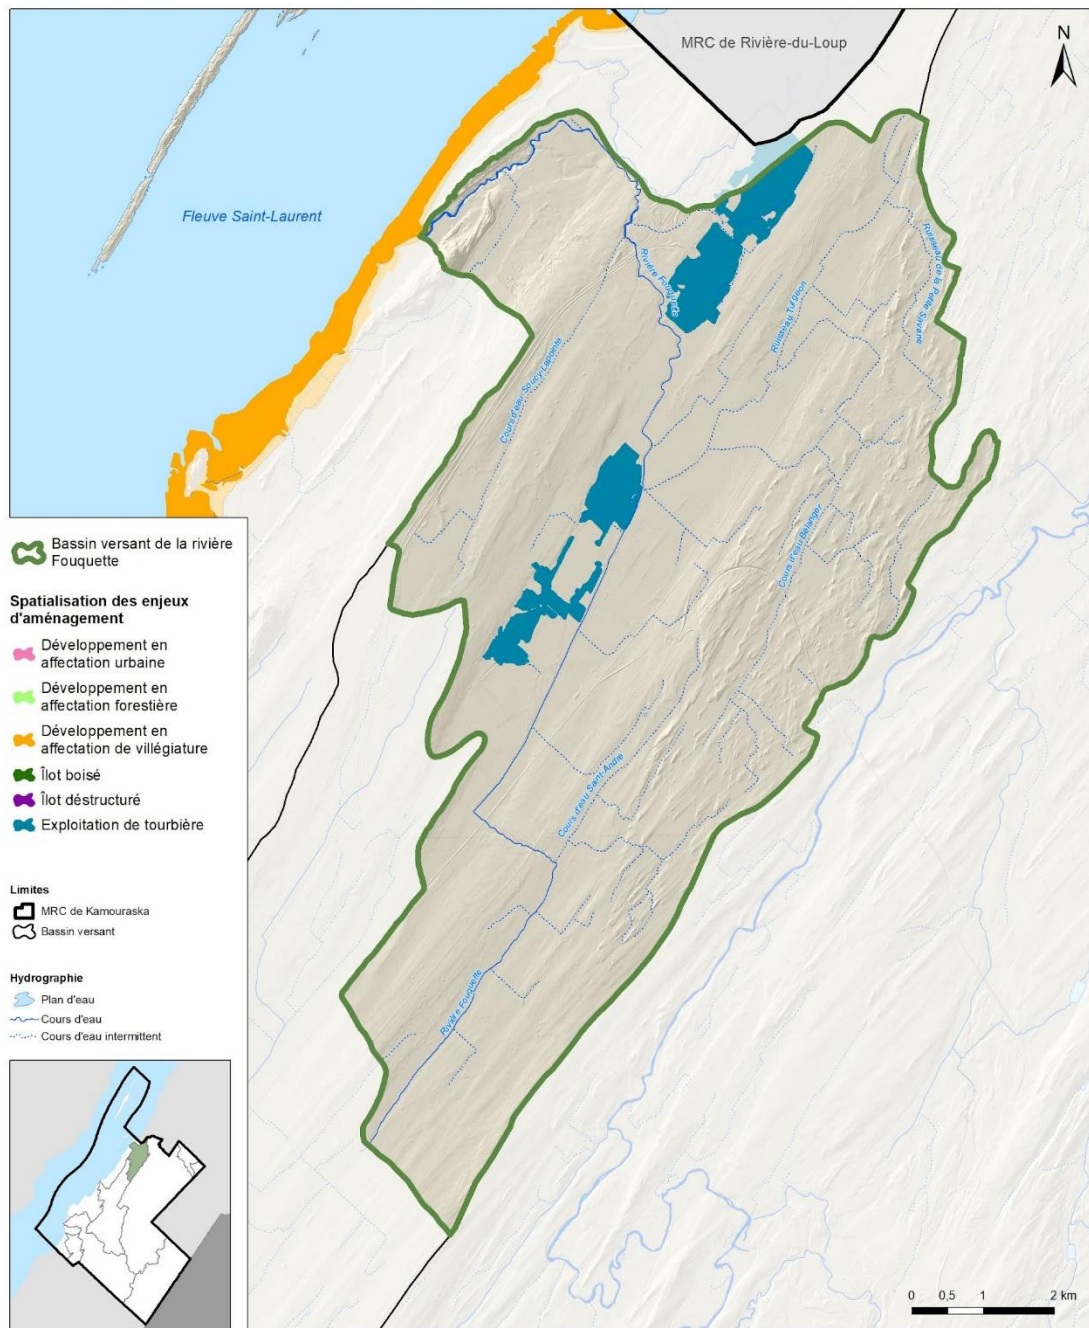 MRC de Rivière-du-Loup
N
Fleuve Saint-Laurent
Rivière Fouquette
Ruisseau de la Petite Savane
Ruisseau Turgeon
Cours d'eau Soucy-Lapointe
Cours d'eau Bélanger
Cours d'eau Saint-André
Rivière Fouquette
Bassin versant de la rivière
Fouquette
Spatialisation des enjeux
d'aménagement
Développement en
affectation urbaine
Développement en
affectation forestière
Développement en
affectation de villégiature
Îlot boisé
Îlot déstructuré
Exploitation de tourbière
Limites
MRC de Kamouraska
Bassin versant
Hydrographie
Plan d'eau
Cours d'eau
Cours d'eau intermittent
0 0,5 1 2 km